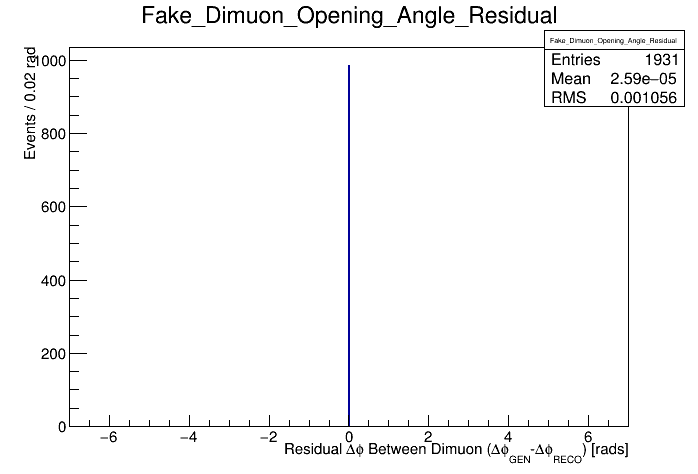 Fake_Dimuon_Opening_Angle_Residual
Fake_Dimuon_Opening_Angle_Residual
Entries 1931
Mean 2.59e−05
RMS 0.001056
Events / 0.02 rad
1000
800
600
400
200
0
−6 −4 −2 0 2 4 6
Residual Δϕ Between Dimuon (Δϕ_GEN-Δϕ_RECO) [rads]